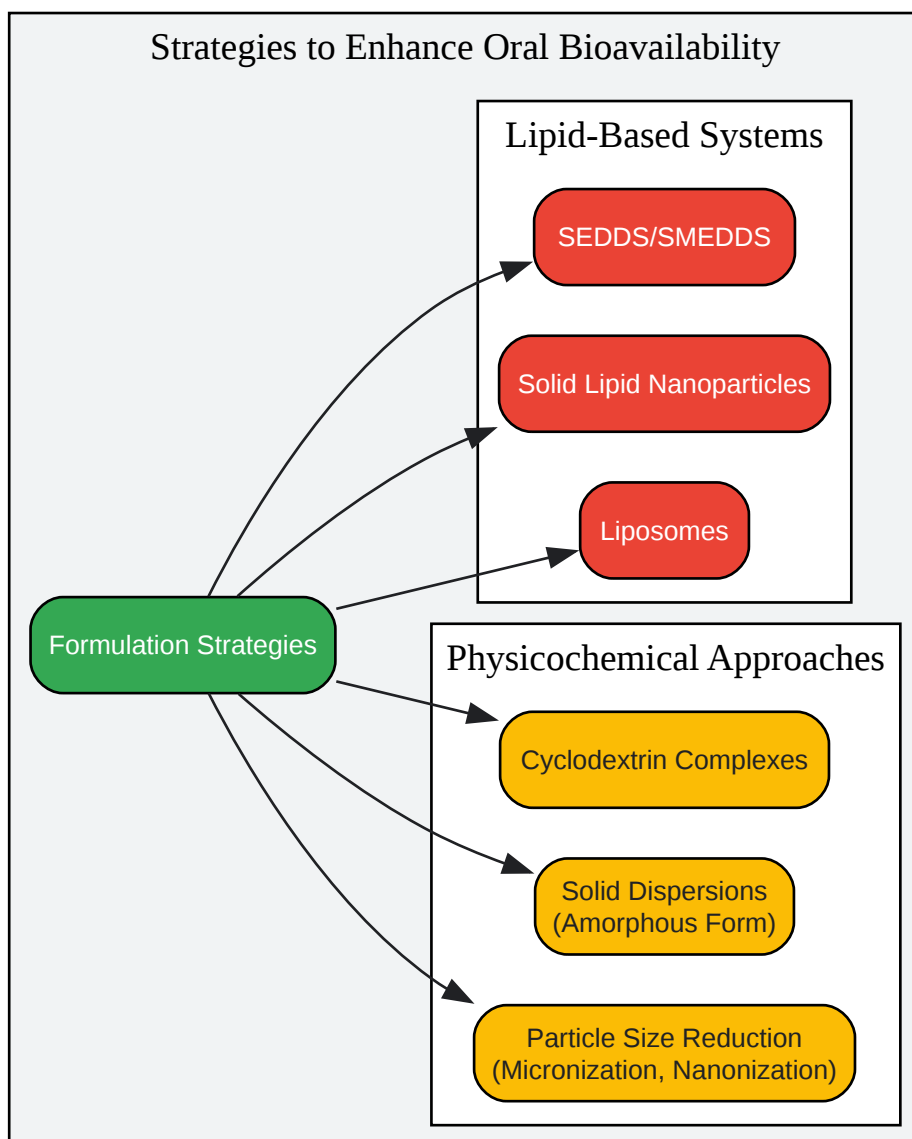 Strategies to Enhance Oral Bioavailability
Lipid-Based Systems
SEDDS/SMEDDS
Solid Lipid Nanoparticles
Liposomes
Formulation Strategies
Physicochemical Approaches
Cyclodextrin Complexes
Solid Dispersions
(Amorphous Form)
Particle Size Reduction
(Micronization, Nanonization)